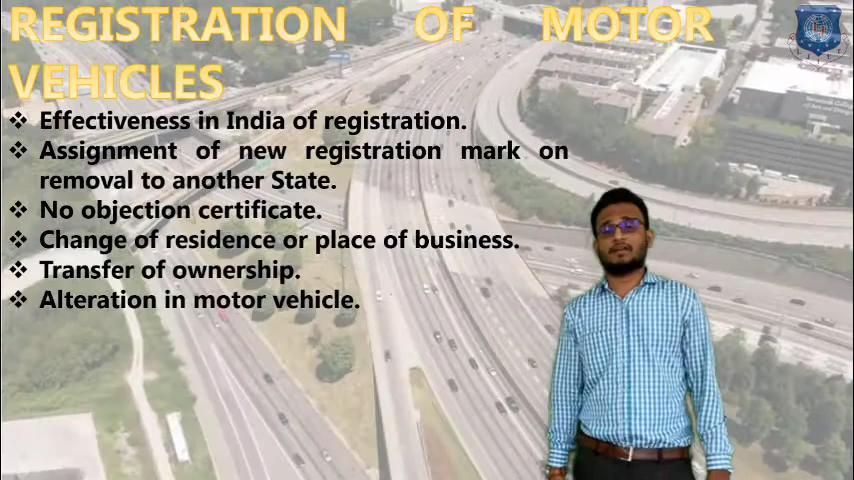 REGISTRATION OF MOTOR
VEHICLES
❖ Effectiveness in India of registration.
❖ Assignment of new registration mark on
removal to another State.
❖ No objection certificate.
❖ Change of residence or place of business.
❖ Transfer of ownership.
❖ Alteration in motor vehicle.